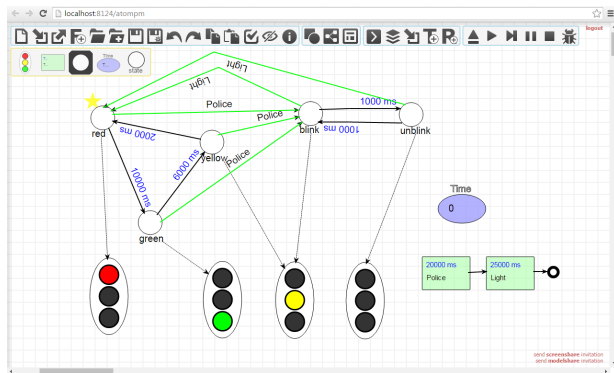 localhost:8124/atompm
logout
Time
state
Light
Light
Police
1000 ms
red
2000 ms
Police
blink
1000 ms
unblink
yellow
Police
10000 ms
6000 ms
green
Time
0
20000 ms
Police
25000 ms
Light
send screenshare invitation
send modelshare invitation